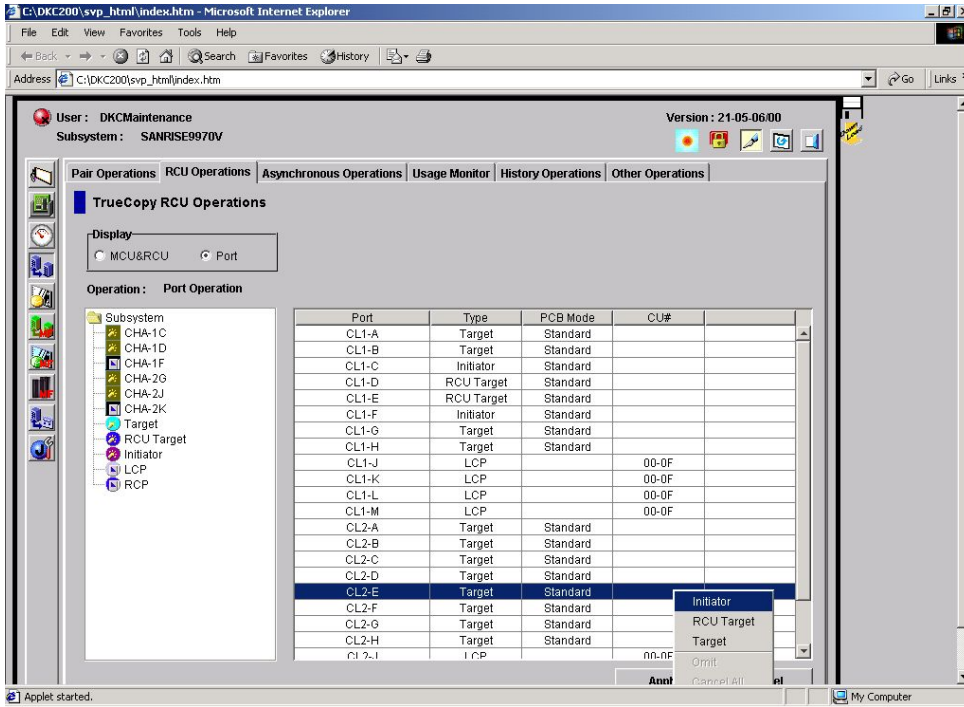 C:\DKC200\svp_html\index.htm - Microsoft Internet Explorer
File Edit View Favorites Tools Help
Back Search Favorites History
Address C:\DKC200\svp_html\index.htm Go Links
User : DKCMaintenance Version : 21-05-06/00
Subsystem : SANRISE9970V
Pair Operations RCU Operations Asynchronous Operations Usage Monitor History Operations Other Operations
TrueCopy RCU Operations
Display
MCU&RCU Port
Operation : Port Operation
Subsystem
CHA-1C
CHA-1D
CHA-1F
CHA-2G
CHA-2J
CHA-2K
Target
RCU Target
Initiator
LCP
RCP
Port Type PCB Mode CU#
CL1-A Target Standard
CL1-B Target Standard
CL1-C Initiator Standard
CL1-D RCU Target Standard
CL1-E RCU Target Standard
CL1-F Initiator Standard
CL1-G Target Standard
CL1-H Target Standard
CL1-J LCP 00-0F
CL1-K LCP 00-0F
CL1-L LCP 00-0F
CL1-M LCP 00-0F
CL2-A Target Standard
CL2-B Target Standard
CL2-C Target Standard
CL2-D Target Standard
CL2-E Target Standard
CL2-F Target Standard
CL2-G Target Standard
CL2-H Target Standard
CL2-J LCP 00-0F
Initiator
RCU Target
Target
Omit
Cancel All
Applet started. My Computer